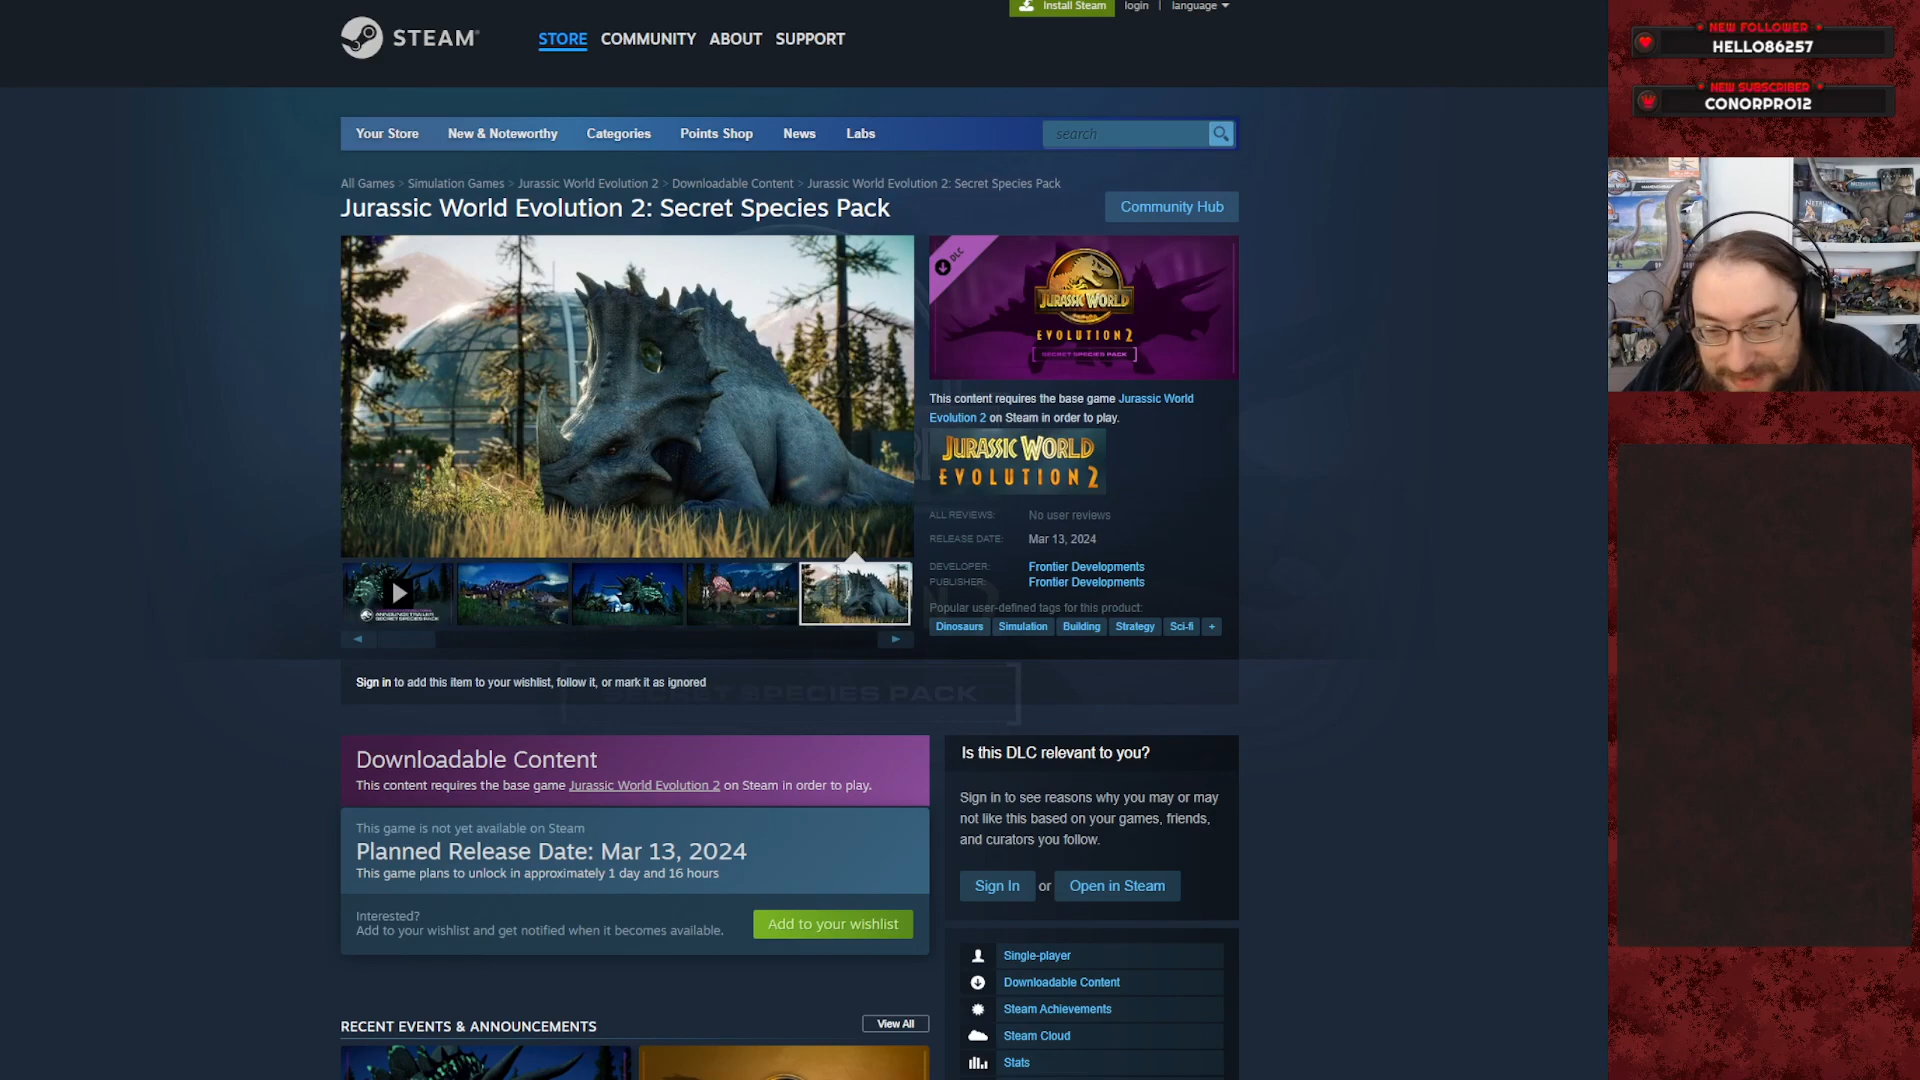 Install Steam
login | language
STEAM®
STORE COMMUNITY ABOUT SUPPORT
Your Store New & Noteworthy Categories Points Shop News Labs
search
All Games > Simulation Games > Jurassic World Evolution 2 > Downloadable Content > Jurassic World Evolution 2: Secret Species Pack
Jurassic World Evolution 2: Secret Species Pack
Community Hub
DLC
JURASSIC WORLD
EVOLUTION 2
SECRET SPECIES PACK
This content requires the base game Jurassic World
Evolution 2 on Steam in order to play.
JURASSIC WORLD
EVOLUTION 2
ALL REVIEWS: No user reviews
RELEASE DATE: Mar 13, 2024
DEVELOPER: Frontier Developments
PUBLISHER: Frontier Developments
Popular user-defined tags for this product:
Dinosaurs Simulation Building Strategy Sci-fi +
ANNOUNCEMENT TRAILER
SECRET SPECIES PACK
Sign in to add this item to your wishlist, follow it, or mark it as ignored
SECRET SPECIES PACK
Downloadable Content
This content requires the base game Jurassic World Evolution 2 on Steam in order to play.
This game is not yet available on Steam
Planned Release Date: Mar 13, 2024
This game plans to unlock in approximately 1 day and 16 hours
Interested?
Add to your wishlist and get notified when it becomes available.
Add to your wishlist
RECENT EVENTS & ANNOUNCEMENTS
View All
Is this DLC relevant to you?
Sign in to see reasons why you may or may
not like this based on your games, friends,
and curators you follow.
Sign In or Open in Steam
Single-player
Downloadable Content
Steam Achievements
Steam Cloud
Stats
NEW FOLLOWER
HELLO86257
NEW SUBSCRIBER
CONORPRO12